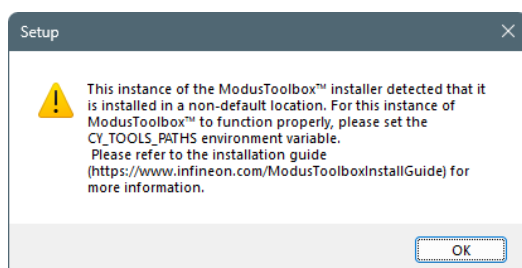 Setup
This instance of the ModusToolbox™ installer detected that it
is installed in a non-default location. For this instance of
ModusToolbox™ to function properly, please set the
CY_TOOLS_PATHS environment variable.
Please refer to the installation guide
(https://www.infineon.com/ModusToolboxInstallGuide) for
more information.
OK